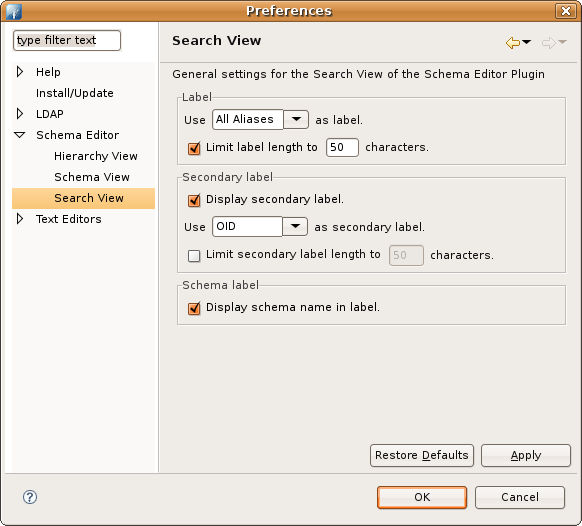 Preferences
type filter text
Help
Install/Update
LDAP
Schema Editor
Hierarchy View
Schema View
Search View
Text Editors
Search View
General settings for the Search View of the Schema Editor Plugin
Label
Use All Aliases as label.
Limit label length to 50 characters.
Secondary label
Display secondary label.
Use OID as secondary label.
Limit secondary label length to 50 characters.
Schema label
Display schema name in label.
Restore Defaults Apply
? OK Cancel